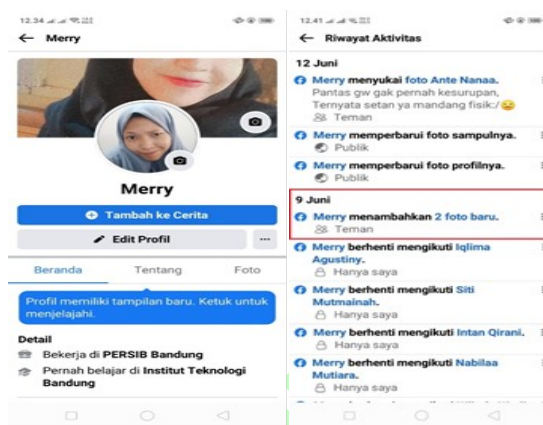 12.34
Merry
Merry
Tambah ke Cerita
Edit Profil
Beranda Tentang Foto
Profil memiliki tampilan baru. Ketuk untuk
menjelajahi.
Detail
Bekerja di PERSIB Bandung
Pernah belajar di Institut Teknologi
Bandung
12.41
Riwayat Aktivitas
12 Juni
Merry menyukai foto Ante Nanaa.
Pantas gw gak pernah kesurupan,
Ternyata setan ya mandang fisik:/😥
Teman
Merry memperbarui foto sampulnya.
Publik
Merry memperbarui foto profilnya.
Publik
9 Juni
Merry menambahkan 2 foto baru.
Teman
Merry berhenti mengikuti Iqlima
Agustiny.
Hanya saya
Merry berhenti mengikuti Siti
Mutmainah.
Hanya saya
Merry berhenti mengikuti Intan Qirani.
Hanya saya
Merry berhenti mengikuti Nabilaa
Mutiara.
Hanya saya